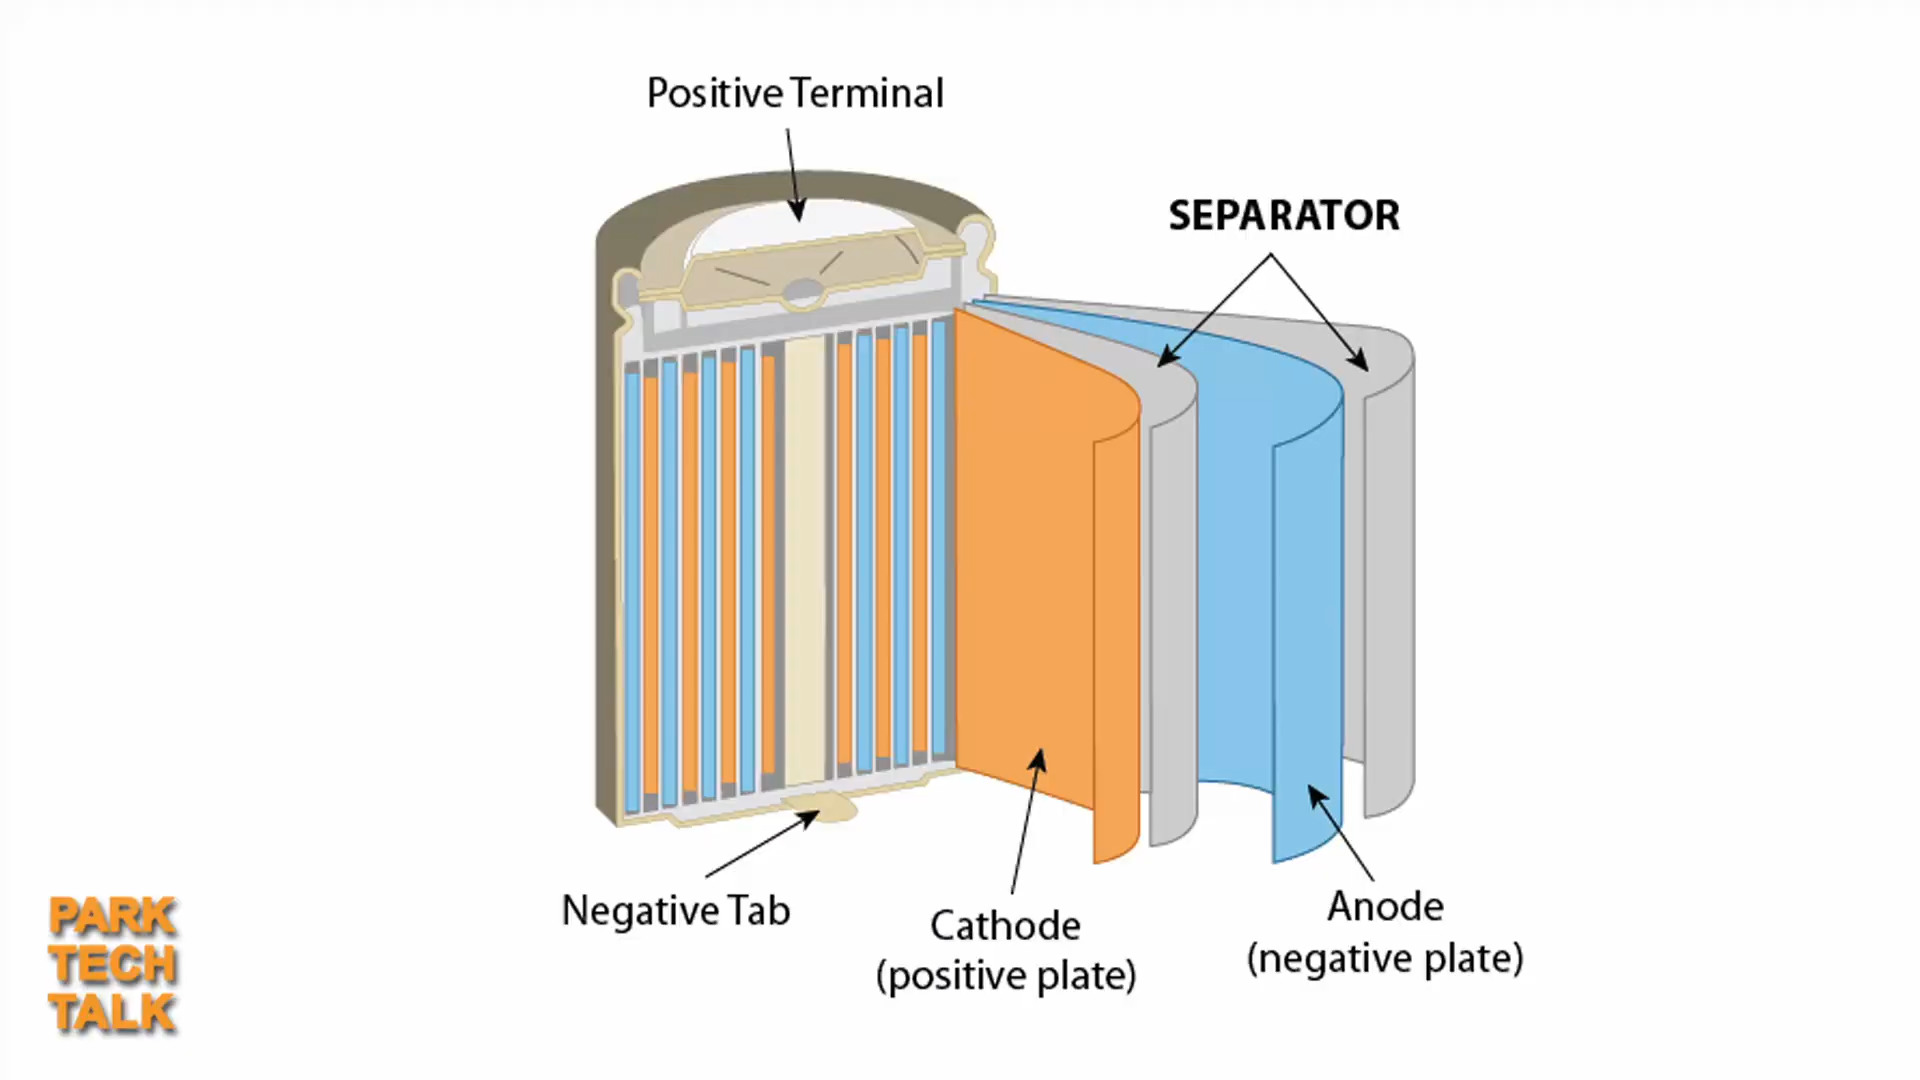 Positive Terminal
SEPARATOR
Negative Tab
Cathode
(positive plate)
Anode
(negative plate)
PARK
TECH
TALK